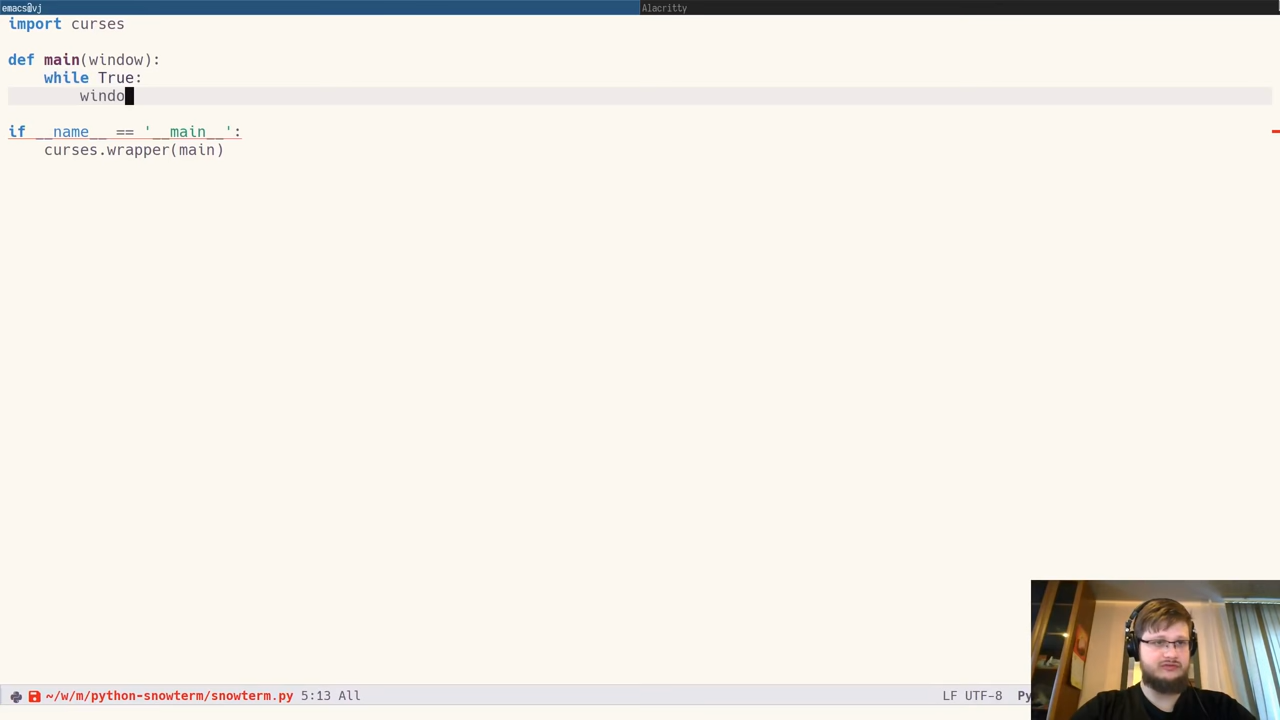 emacs@vj
Alacritty
import curses
def main(window):
while True:
windo
if __name__ == '__main__':
curses.wrapper(main)
~/w/m/python-snowterm/snowterm.py 5:13 All
LF UTF-8 Py